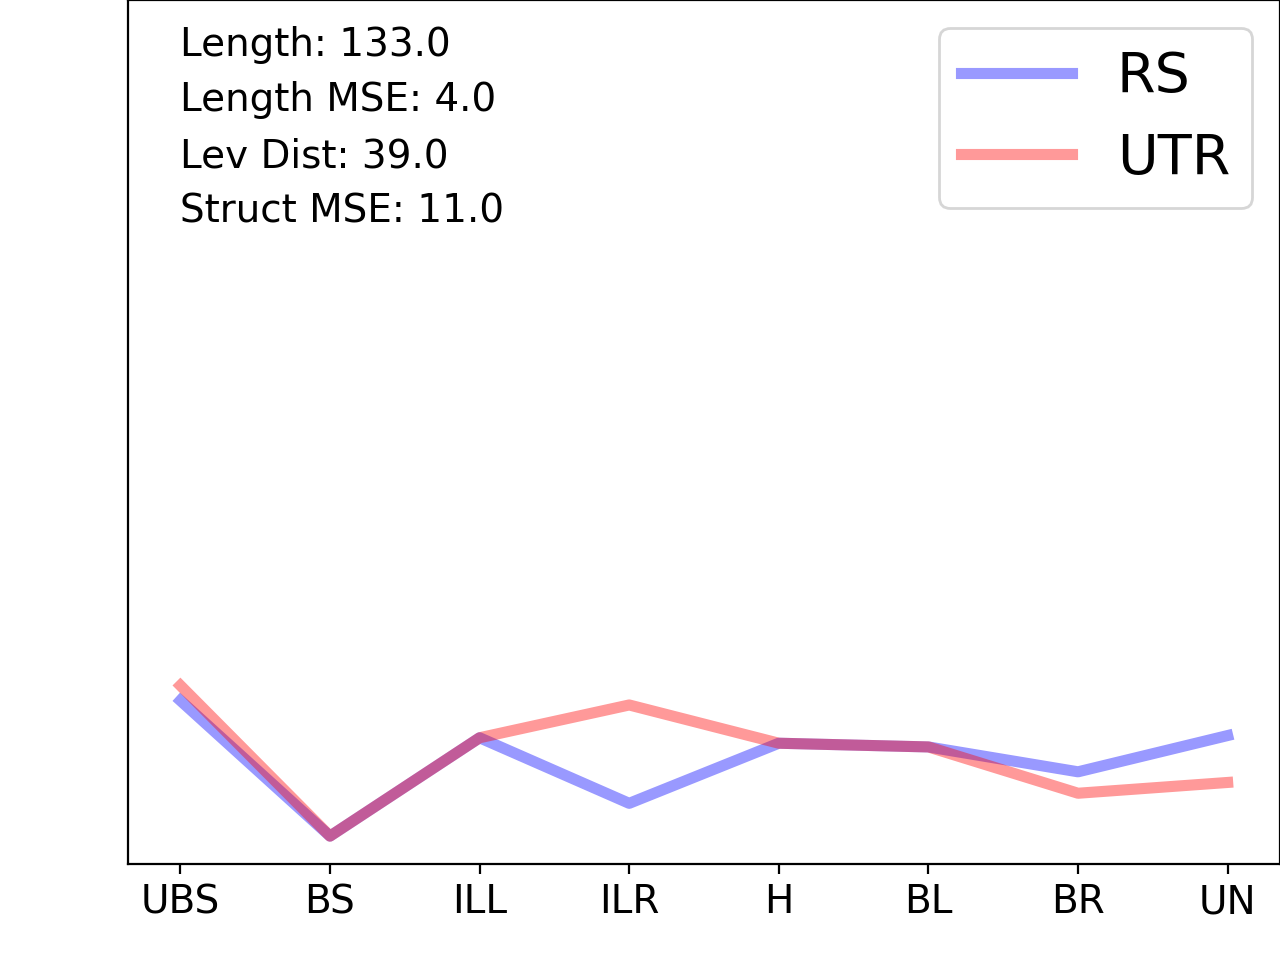 Length: 133.0
Length MSE: 4.0
Lev Dist: 39.0
Struct MSE: 11.0
RS
UTR
UBS BS ILL ILR H BL BR UN